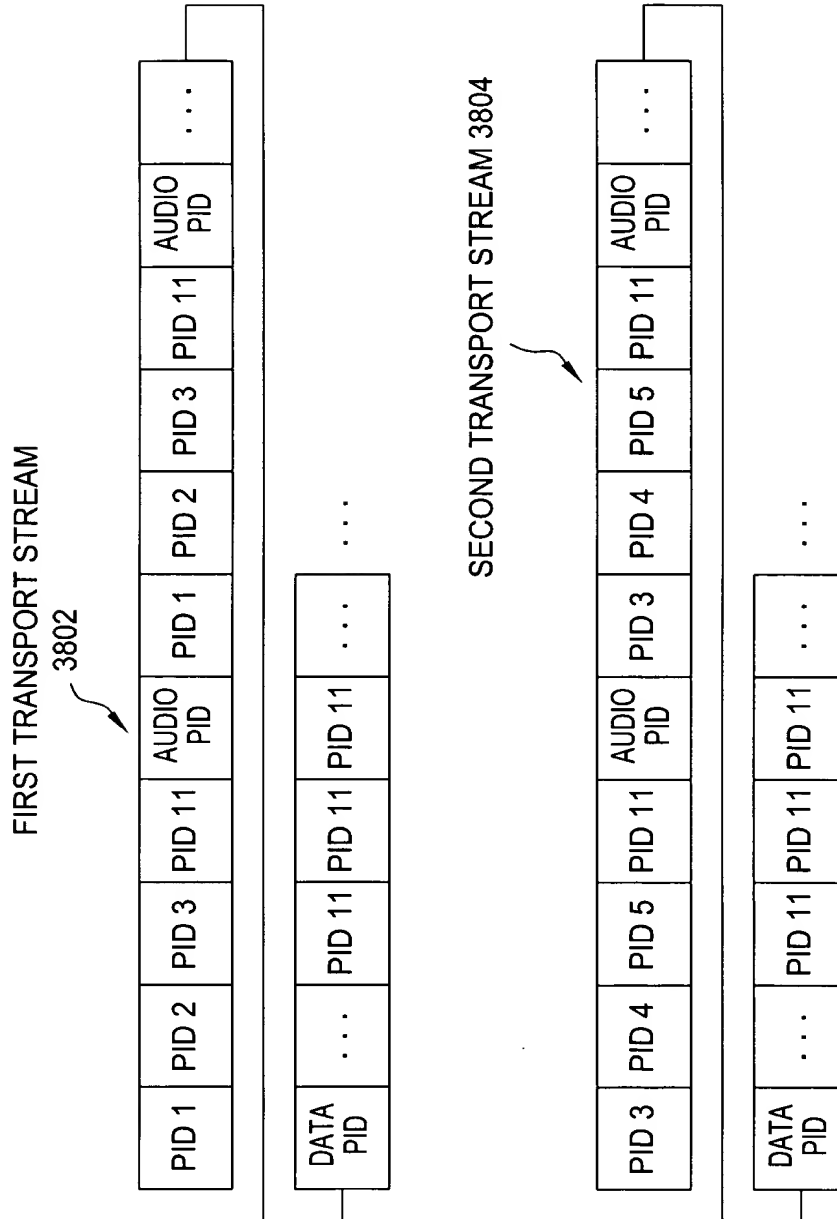 FIRST TRANSPORT STREAM
3802
PID 1
PID 2
PID 3
PID 11
AUDIO
PID
PID 1
PID 2
PID 3
PID 11
AUDIO
PID
. . .
DATA
PID
. . .
PID 11
PID 11
PID 11
. . .
. . .
SECOND TRANSPORT STREAM 3804
PID 3
PID 4
PID 5
PID 11
AUDIO
PID
PID 3
PID 4
PID 5
PID 11
AUDIO
PID
. . .
DATA
PID
. . .
PID 11
PID 11
PID 11
. . .
. . .